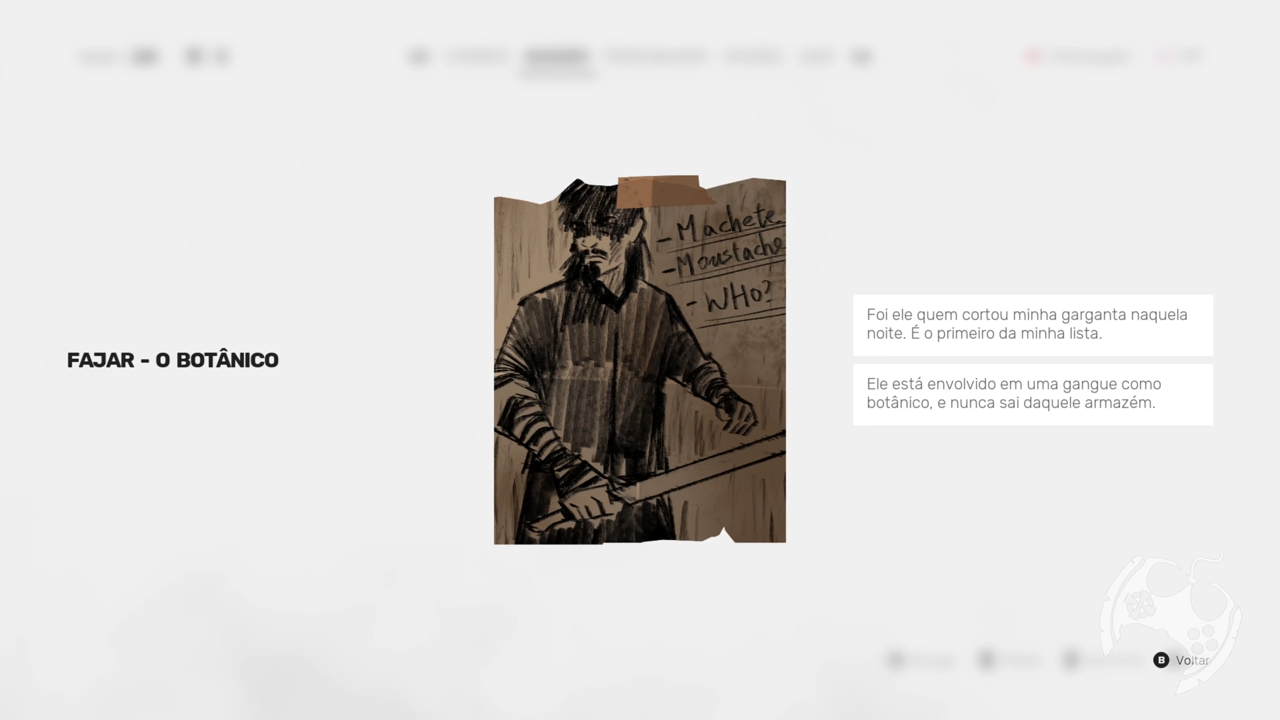 - Machete
- Moustache
- WHO?
FAJAR - O BOTÂNICO
Foi ele quem cortou minha garganta naquela
noite. É o primeiro da minha lista.
Ele está envolvido em uma gangue como
botânico, e nunca sai daquele armazém.
B Voltar